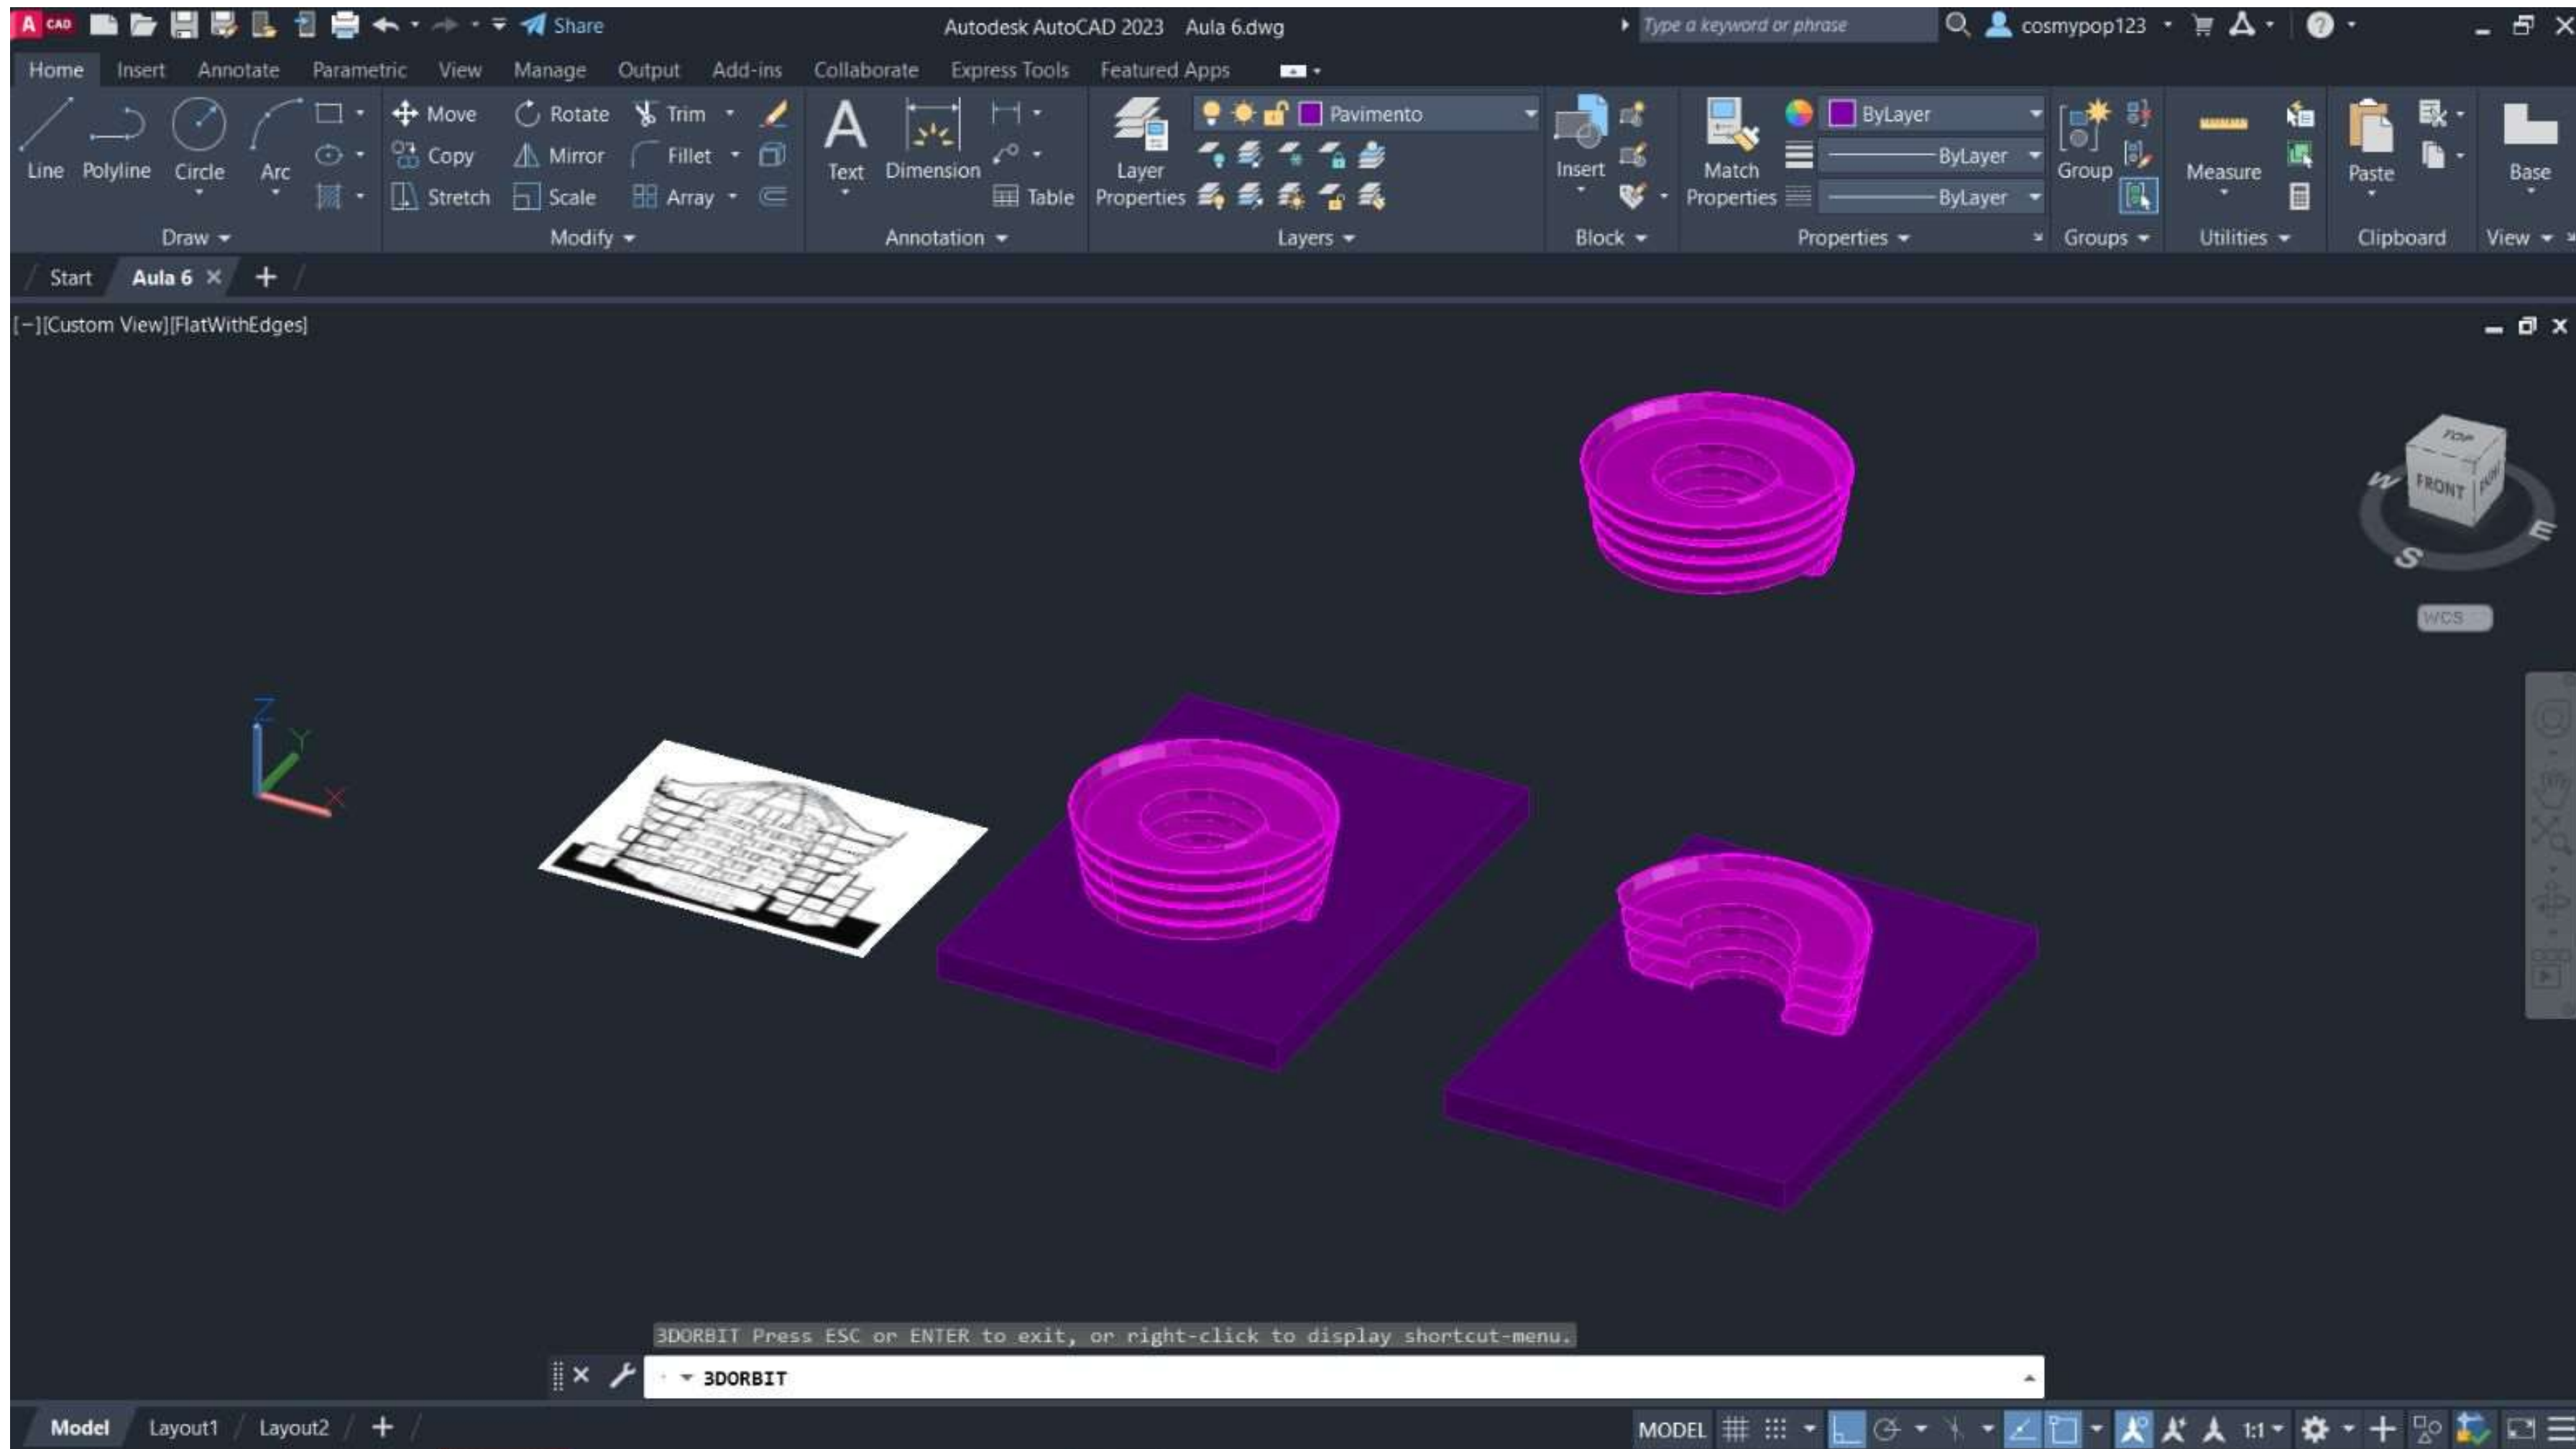 A CAD Share Autodesk AutoCAD 2023 Aula 6.dwg Type a keyword or phrase cosmypop123
Home Insert Annotate Parametric View Manage Output Add-ins Collaborate Express Tools Featured Apps
Move Rotate Trim Pavimento ByLayer
Line Polyline Circle Arc Copy Mirror Fillet Text Dimension Layer Properties Insert Match Properties ByLayer Group Measure Paste Base
Stretch Scale Array Table ByLayer
Draw Modify Annotation Layers Block Properties Groups Utilities Clipboard View
Start Aula 6
[−][Custom View][FlatWithEdges]
TOP
W FRONT
E
S
WCS
Z
Y
X
3DORBIT Press ESC or ENTER to exit, or right-click to display shortcut-menu.
3DORBIT
Model Layout1 Layout2 MODEL 1:1